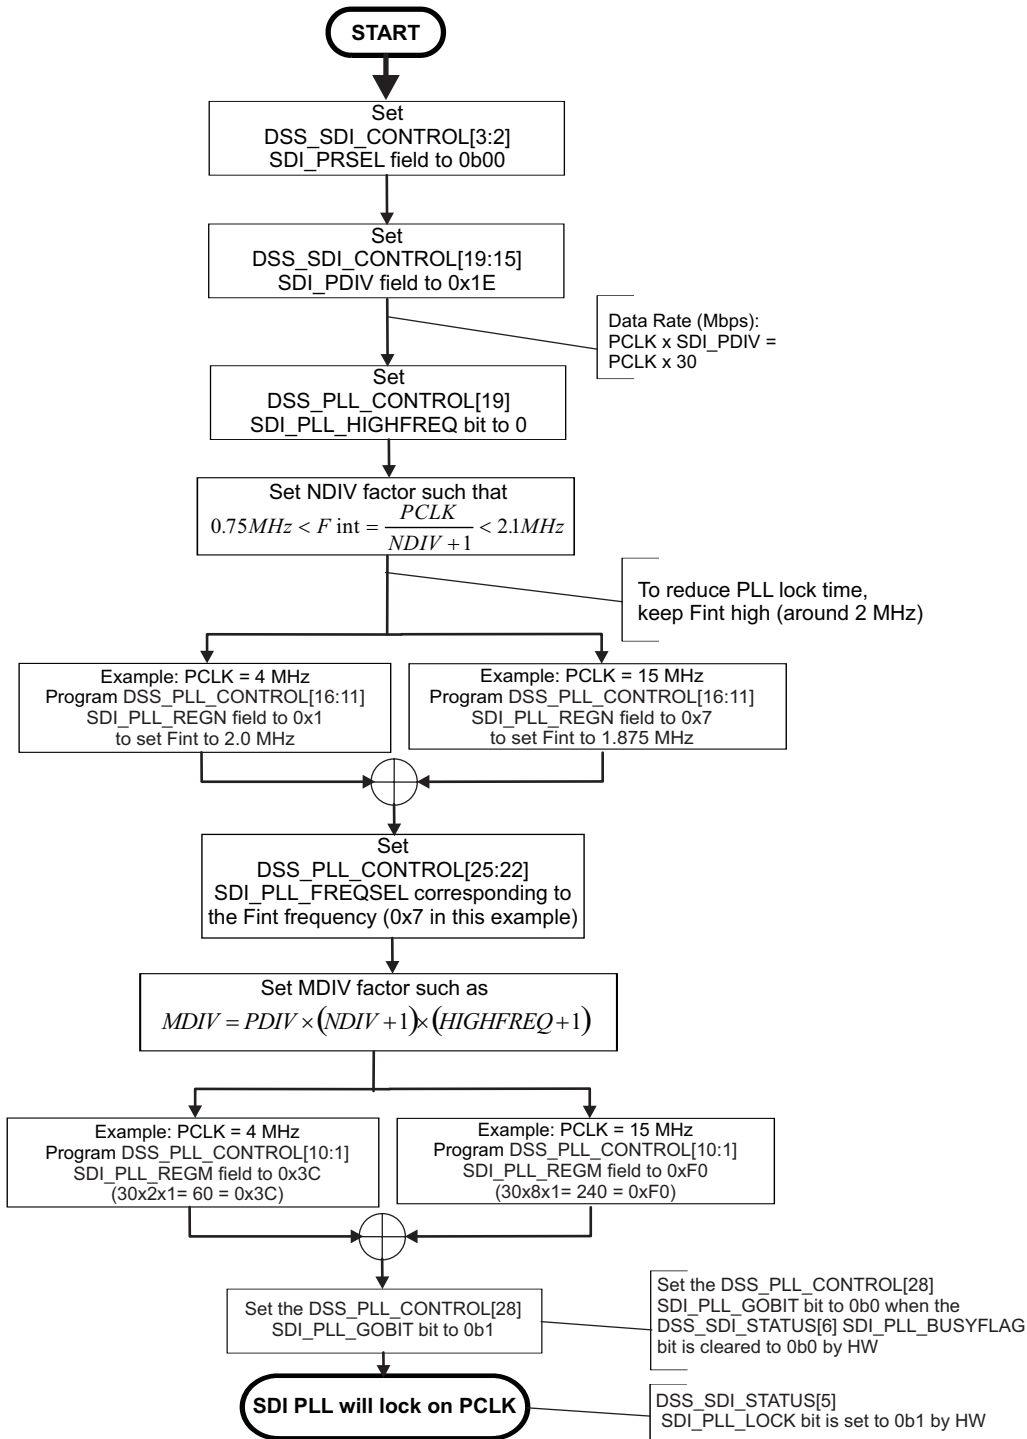 START
Set
DSS_SDI_CONTROL[3:2]
SDI_PRSEL field to 0b00
Set
DSS_SDI_CONTROL[19:15]
SDI_PDIV field to 0x1E
Data Rate (Mbps):
PCLK x SDI_PDIV =
PCLK x 30
Set
DSS_PLL_CONTROL[19]
SDI_PLL_HIGHFREQ bit to 0
Set NDIV factor such that
0.75MHz < F int = PCLK / NDIV +1 < 2.1MHz
To reduce PLL lock time,
keep Fint high (around 2 MHz)
Example: PCLK = 4 MHz
Program DSS_PLL_CONTROL[16:11]
SDI_PLL_REGN field to 0x1
to set Fint to 2.0 MHz
Example: PCLK = 15 MHz
Program DSS_PLL_CONTROL[16:11]
SDI_PLL_REGN field to 0x7
to set Fint to 1.875 MHz
Set
DSS_PLL_CONTROL[25:22]
SDI_PLL_FREQSEL corresponding to
the Fint frequency (0x7 in this example)
Set MDIV factor such as
MDIV = PDIV × (NDIV +1) × (HIGHFREQ +1)
Example: PCLK = 4 MHz
Program DSS_PLL_CONTROL[10:1]
SDI_PLL_REGM field to 0x3C
(30x2x1= 60 = 0x3C)
Example: PCLK = 15 MHz
Program DSS_PLL_CONTROL[10:1]
SDI_PLL_REGM field to 0xF0
(30x8x1= 240 = 0xF0)
Set the DSS_PLL_CONTROL[28]
SDI_PLL_GOBIT bit to 0b1
Set the DSS_PLL_CONTROL[28]
SDI_PLL_GOBIT bit to 0b0 when the
DSS_SDI_STATUS[6] SDI_PLL_BUSYFLAG
bit is cleared to 0b0 by HW
SDI PLL will lock on PCLK
DSS_SDI_STATUS[5]
SDI_PLL_LOCK bit is set to 0b1 by HW